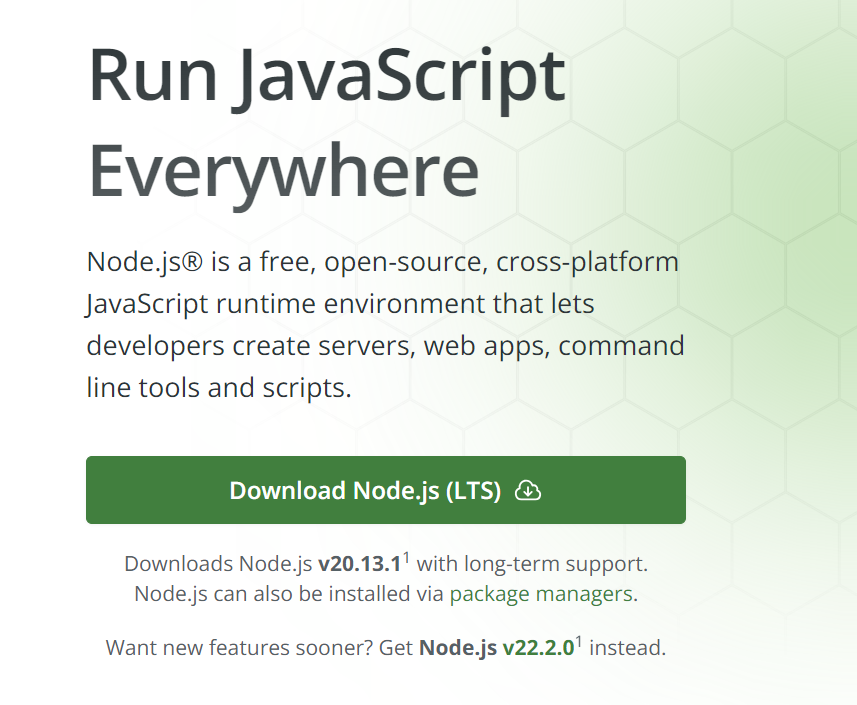 Run JavaScript
Everywhere
Node.js® is a free, open-source, cross-platform
JavaScript runtime environment that lets
developers create servers, web apps, command
line tools and scripts.
Download Node.js (LTS)
Downloads Node.js v20.13.1¹ with long-term support.
Node.js can also be installed via package managers.
Want new features sooner? Get Node.js v22.2.0¹ instead.